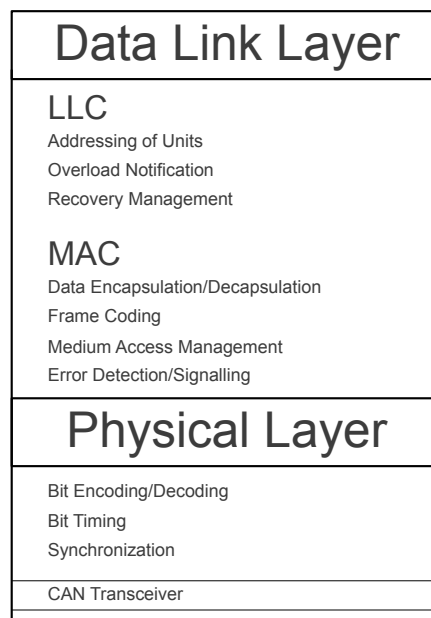 Data Link Layer
LLC
Addressing of Units
Overload Notification
Recovery Management
MAC
Data Encapsulation/Decapsulation
Frame Coding
Medium Access Management
Error Detection/Signalling
Physical Layer
Bit Encoding/Decoding
Bit Timing
Synchronization
CAN Transceiver